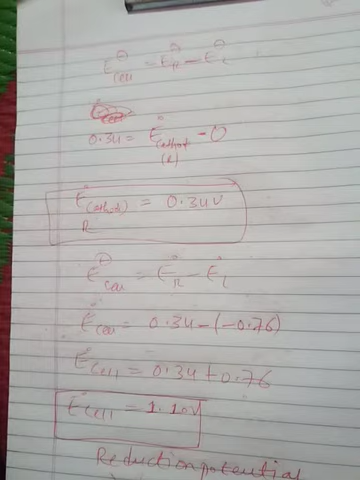 E⊖cell = E⊖R − E⊖L
0.34 = E°cathod − 0
(R)
E°(cathod) = 0.34 V
R
E⊖cell = E°R − E°L
E°cell = 0.34 − (−0.76)
E°cell = 0.34 + 0.76
E°cell = 1.10V
Reduction potential